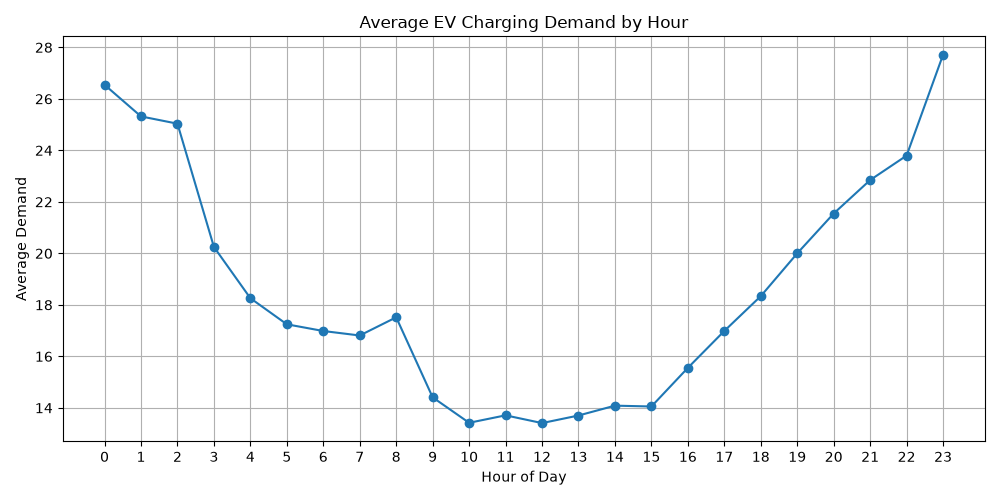 Average EV Charging Demand by Hour
28
26
24
22
20
18
16
14
Average Demand
0 1 2 3 4 5 6 7 8 9 10 11 12 13 14 15 16 17 18 19 20 21 22 23
Hour of Day